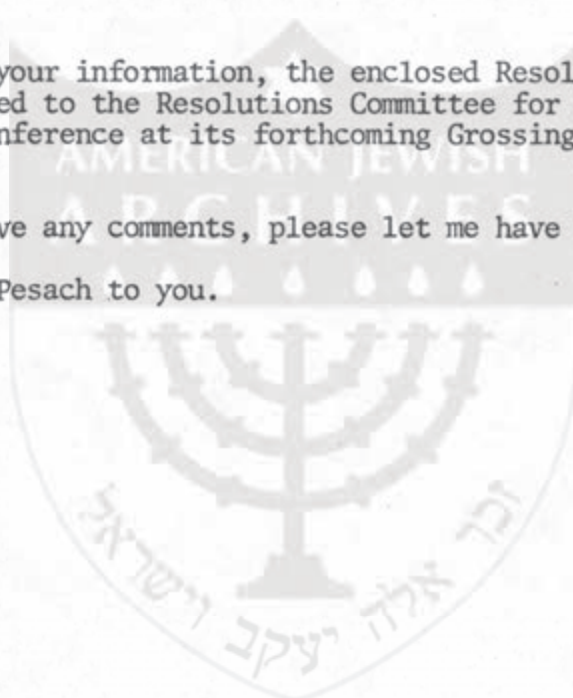 your information, the enclosed Resol
ed to the Resolutions Committee for
nference at its forthcoming Grossing
AMERICAN JEWISH
ARCHIVES
ve any comments, please let me have
Pesach to you.
זכר אלה יעקב וישראל